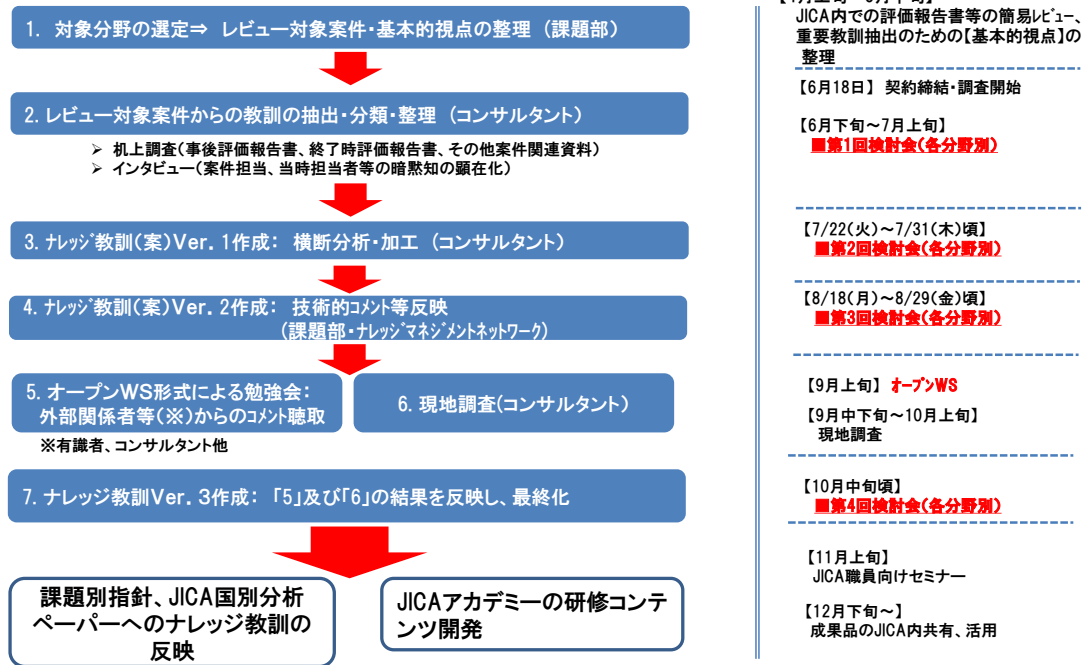 1. 対象分野の選定⇒ レビュー対象案件・基本的視点の整理 (課題部)
2. レビュー対象案件からの教訓の抽出・分類・整理 (コンサルタント)
➢ 机上調査(事後評価報告書、終了時評価報告書、その他案件関連資料)
➢ インタビュー(案件担当、当時担当者等の暗黙知の顕在化)
3. ナレッジ教訓(案)Ver. 1作成: 横断分析・加工 (コンサルタント)
4. ナレッジ教訓(案)Ver. 2作成: 技術的コメント等反映
(課題部・ナレッジマネジメントネットワーク)
5. オープンWS形式による勉強会:
外部関係者等(※)からのコメント聴取
6. 現地調査(コンサルタント)
※有識者、コンサルタント他
7. ナレッジ教訓Ver. 3作成: 「5」及び「6」の結果を反映し、最終化
課題別指針、JICA国別分析
ペーパーへのナレッジ教訓の
反映
JICAアカデミーの研修コンテ
ンツ開発
JICA内での評価報告書等の簡易レビュー、
重要教訓抽出のための【基本的視点】の
整理
【6月18日】 契約締結・調査開始
【6月下旬~7月上旬】
■第1回検討会(各分野別)
【7/22(火)~7/31(木)頃】
■第2回検討会(各分野別)
【8/18(月)~8/29(金)頃】
■第3回検討会(各分野別)
【9月上旬】 オープンWS
【9月中下旬~10月上旬】
現地調査
【10月中旬頃】
■第4回検討会(各分野別)
【11月上旬】
JICA職員向けセミナー
【12月下旬~】
成果品のJICA内共有、活用